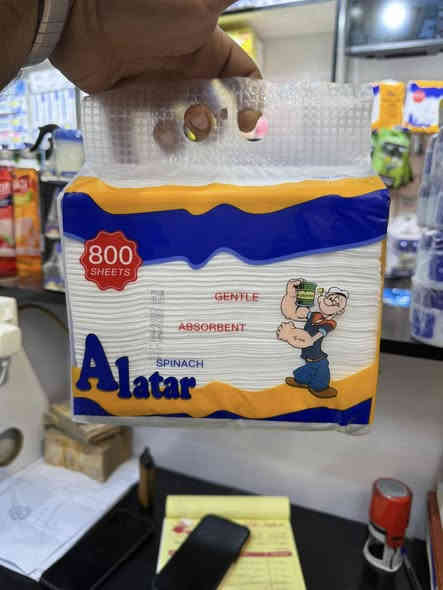 800
SHEETS
GENTLE
ABSORBENT
SPINACH
Alatar